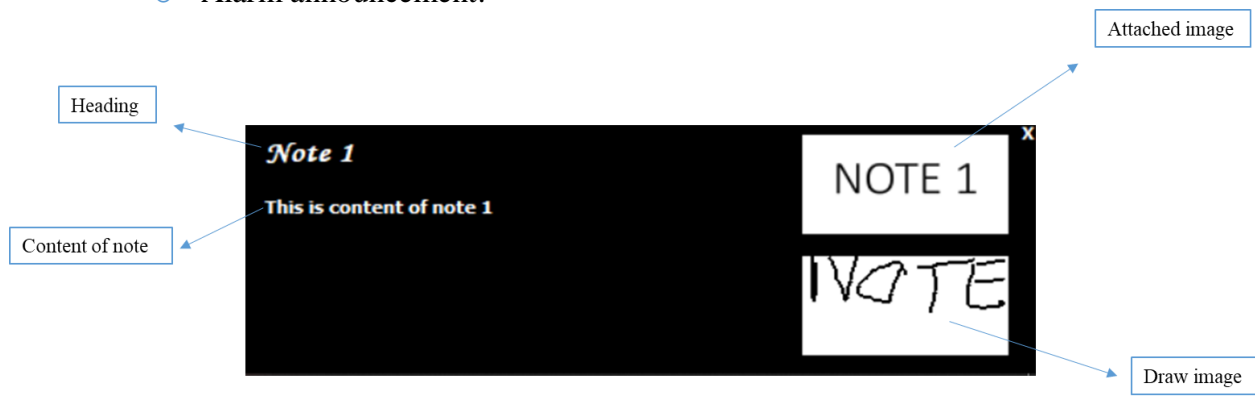 Alarm announcement:
Attached image
Heading
X
Note 1
NOTE 1
This is content of note 1
Content of note
NOTE
Draw image